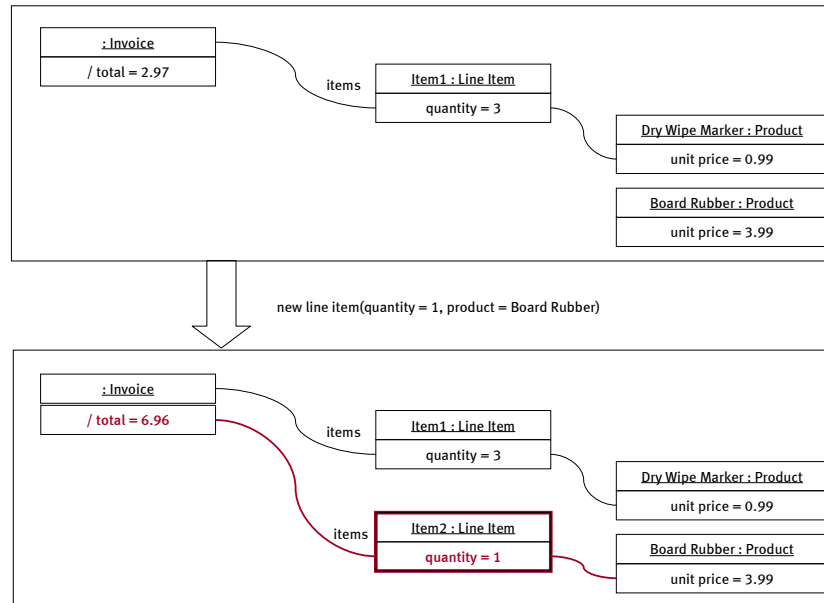 : Invoice
/ total = 2.97
items
Item1 : Line Item
quantity = 3
Dry Wipe Marker : Product
unit price = 0.99
Board Rubber : Product
unit price = 3.99
new line item(quantity = 1, product = Board Rubber)
: Invoice
/ total = 6.96
items
Item1 : Line Item
quantity = 3
Dry Wipe Marker : Product
unit price = 0.99
items
Item2 : Line Item
quantity = 1
Board Rubber : Product
unit price = 3.99